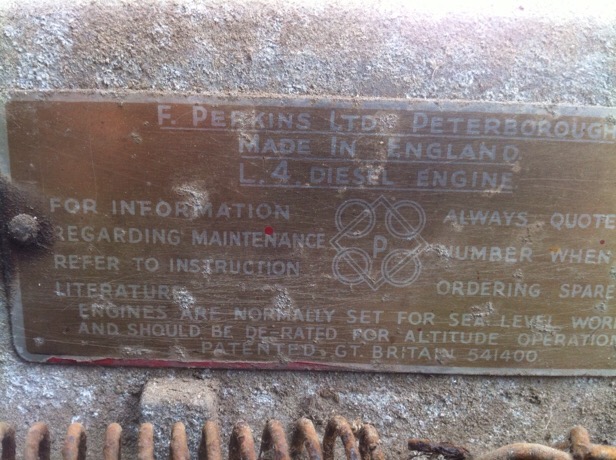 F. PERKINS LTD. PETERBOROUGH
MADE IN ENGLAND
L.4. DIESEL ENGINE
FOR INFORMATION
REGARDING MAINTENANCE
REFER TO INSTRUCTION
LITERATURE
P
ALWAYS QUOTE
NUMBER WHEN
ORDERING SPARE
ENGINES ARE NORMALLY SET FOR SEA LEVEL WOR
AND SHOULD BE DE-RATED FOR ALTITUDE OPERATION
PATENTED, GT. BRITAIN 541400